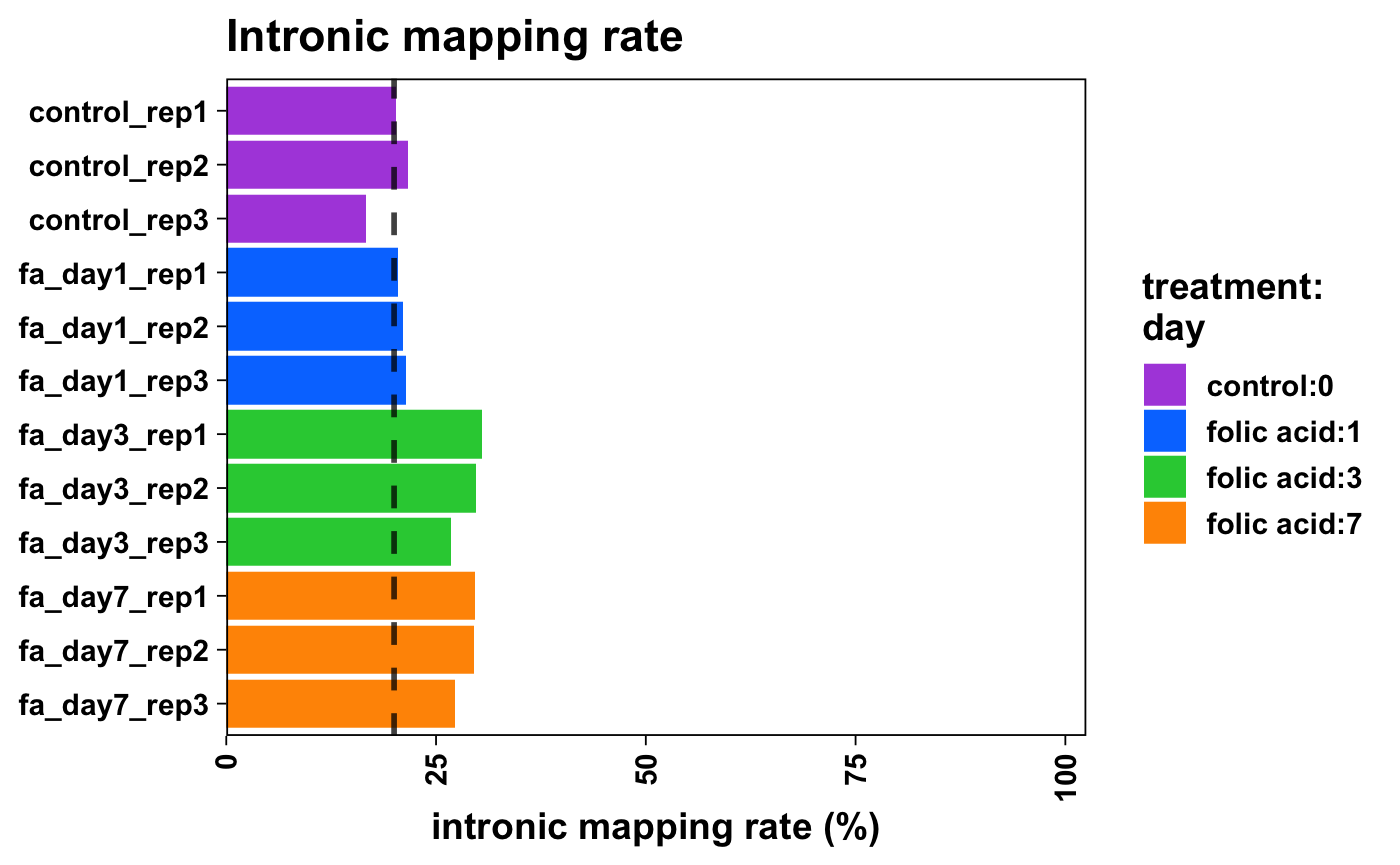 Intronic mapping rate
control_rep1
control_rep2
control_rep3
fa_day1_rep1
fa_day1_rep2
fa_day1_rep3
fa_day3_rep1
fa_day3_rep2
fa_day3_rep3
fa_day7_rep1
fa_day7_rep2
fa_day7_rep3
0
25
50
75
100
intronic mapping rate (%)
treatment:
day
control:0
folic acid:1
folic acid:3
folic acid:7